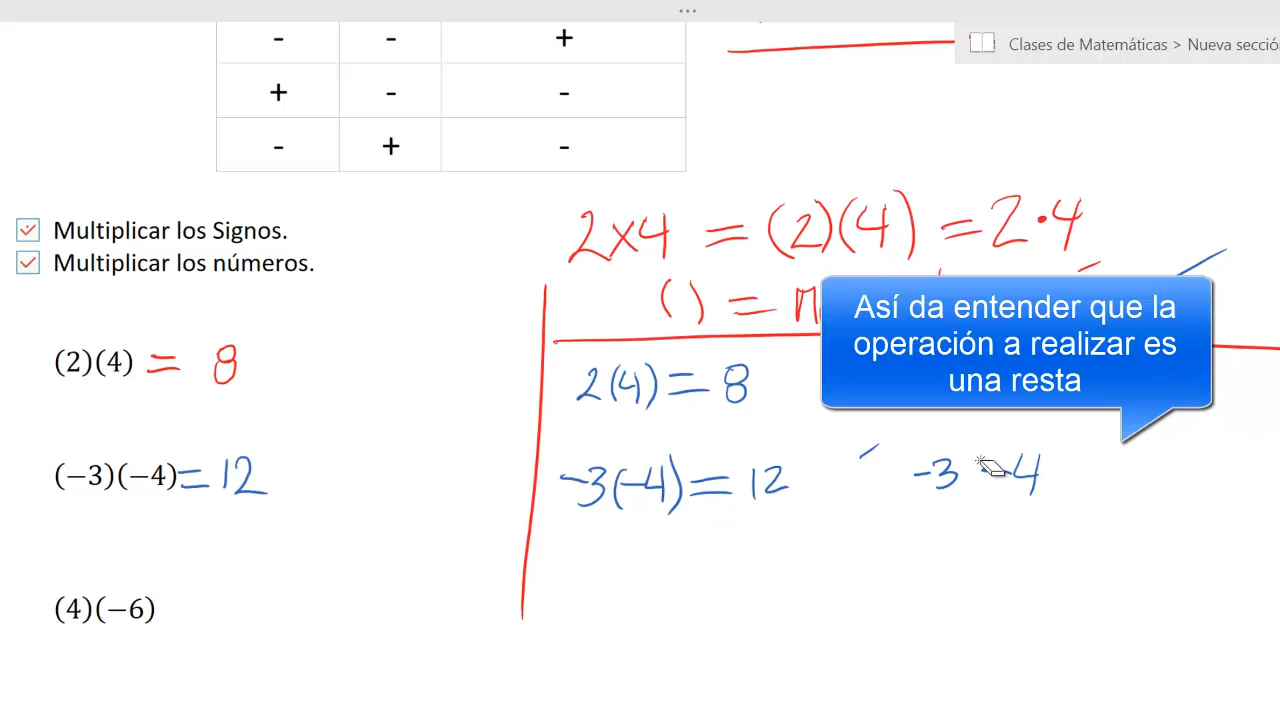 Clases de Matemáticas > Nueva secció
- - +
+ - -
- + -
Multiplicar los Signos.
Multiplicar los números.
2x4 = (2)(4) = 2·4
( ) =
Así da entender que la
operación a realizar es
una resta
(2)(4) = 8
2(4) = 8
(−3)(−4) = 12
-3(-4) = 12
-3 -4
(4)(−6)